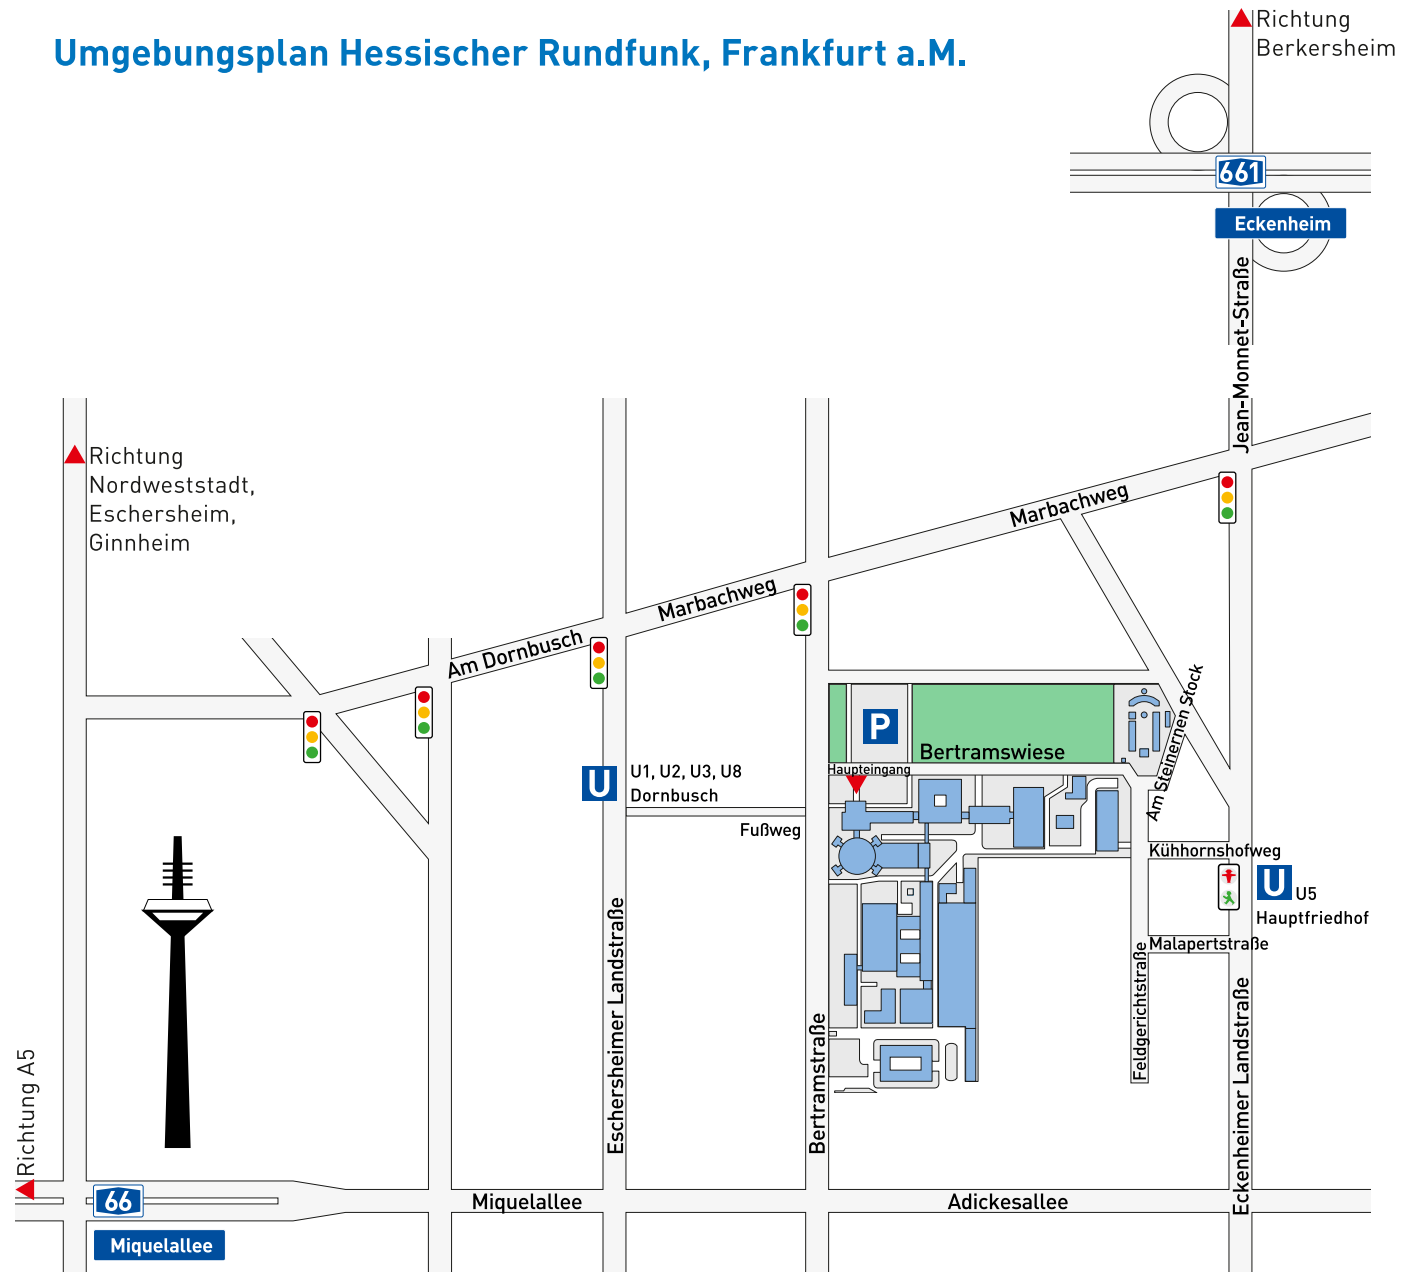 Umgebungsplan Hessischer Rundfunk, Frankfurt a.M.
Richtung
Berkersheim
661
Eckenheim
Jean-Monnet-Straße
Richtung
Nordweststadt,
Eschersheim,
Ginnheim
Marbachweg
Marbachweg
Am Dornbusch
Am Steinernen Stock
P
Bertramswiese
Haupteingang
U
U1, U2, U3, U8
Dornbusch
Fußweg
Kühhornshofweg
U
U5
Hauptfriedhof
Malapertstraße
Feldgerichtstraße
Eschersheimer Landstraße
Bertramstraße
Eckenheimer Landstraße
Richtung A5
66
Miquelallee
Miquelallee
Adickesallee